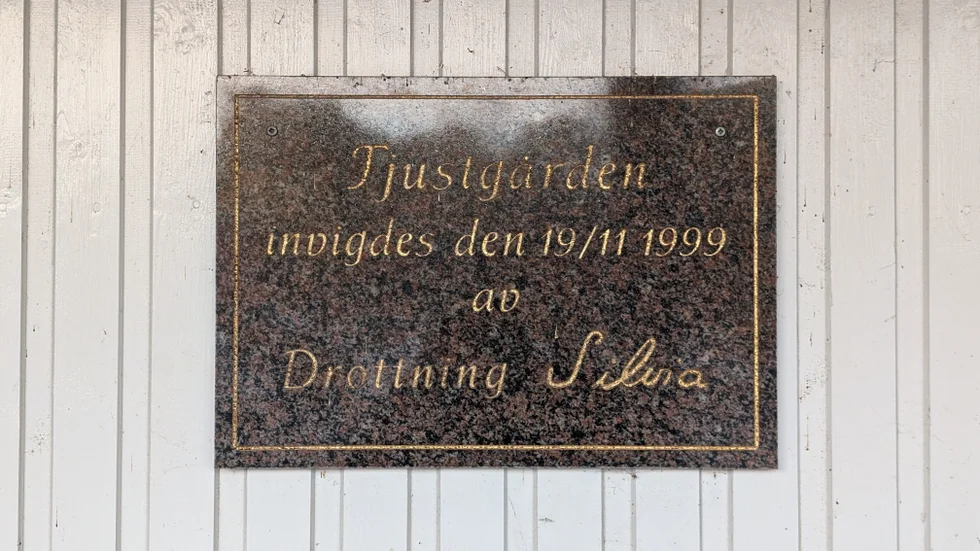 Tjustgården
invigdes den 19/11 1999
av
Drottning Silvia